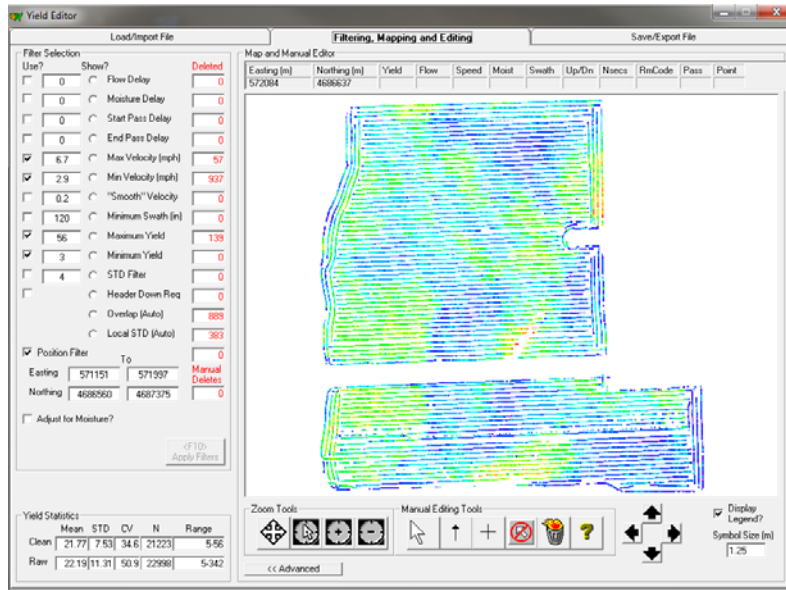 Yield Editor
Load/Import File
Filtering, Mapping and Editing
Save/Export File
Filter Selection
Use? Show? Deleted
0 Flow Delay 0
0 Moisture Delay 0
0 Start Pass Delay 0
0 End Pass Delay 0
6.7 Max Velocity (mph) 57
2.9 Min Velocity (mph) 937
0.2 "Smooth" Velocity 0
120 Minimum Swath (in) 0
56 Maximum Yield 139
3 Minimum Yield 0
4 STD Filter 0
Header Down Req 0
Overlap (Auto) 889
Local STD (Auto) 383
Position Filter 0
To
Easting 571151 571997
Manual Deletes
Northing 4686560 4687375 0
Adjust for Moisture?
<F10>
Apply Filters
Yield Statistics
Mean STD CV N Range
Clean 21.77 7.53 34.6 21223 5-56
Raw 22.19 11.31 50.9 22998 5-342
Map and Manual Editor
Easting (m) Northing (m) Yield Flow Speed Moist Swath Up/Dn Nsecs RmCode Pass Point
572084 4686637
Zoom Tools
Manual Editing Tools
?
<< Advanced
Display
Legend?
Symbol Size (m)
1.25